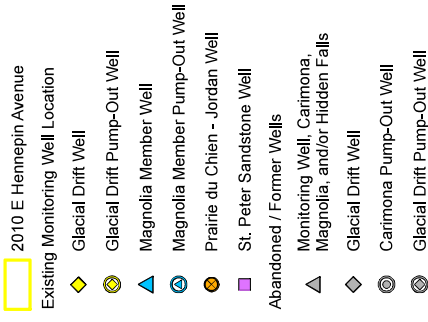 2010 E Hennepin Avenue
Existing Monitoring Well Location
Glacial Drift Well
Glacial Drift Pump-Out Well
Magnolia Member Well
Magnolia Member Pump-Out Well
Prairie du Chien - Jordan Well
St. Peter Sandstone Well
Abandoned / Former Wells
Monitoring Well, Carimona,
Magnolia, and/or Hidden Falls
Glacial Drift Well
Carimona Pump-Out Well
Glacial Drift Pump-Out Well